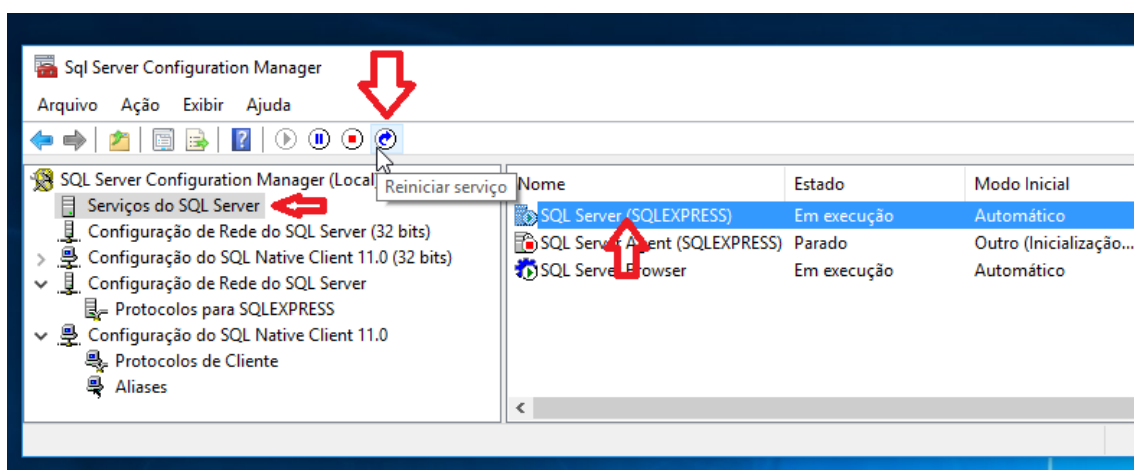 Sql Server Configuration Manager
Arquivo Ação Exibir Ajuda
SQL Server Configuration Manager (Local)
Reiniciar serviço
Serviços do SQL Server
Configuração de Rede do SQL Server (32 bits)
Configuração do SQL Native Client 11.0 (32 bits)
Configuração de Rede do SQL Server
Protocolos para SQLEXPRESS
Configuração do SQL Native Client 11.0
Protocolos de Cliente
Aliases
Nome Estado Modo Inicial
SQL Server (SQLEXPRESS) Em execução Automático
SQL Server Agent (SQLEXPRESS) Parado Outro (Inicialização...
SQL Server Browser Em execução Automático